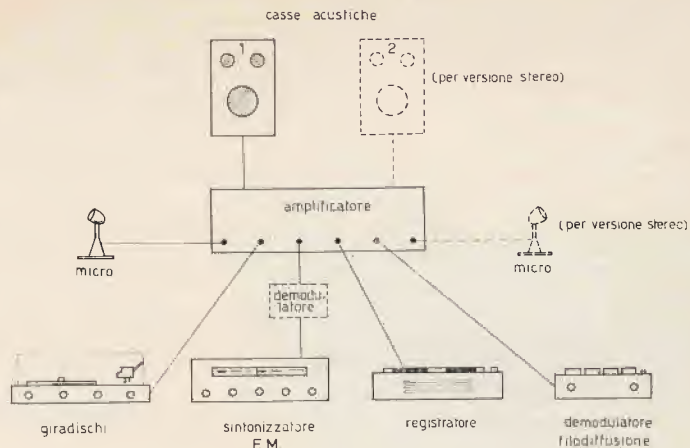 casse acustiche
1
2
(per versione stereo)
amplificatore
(per versione stereo)
micro
micro
demodu-
latore
giradischi
sintonizzatore
F.M.
registratore
demodulatore
filodiffusione